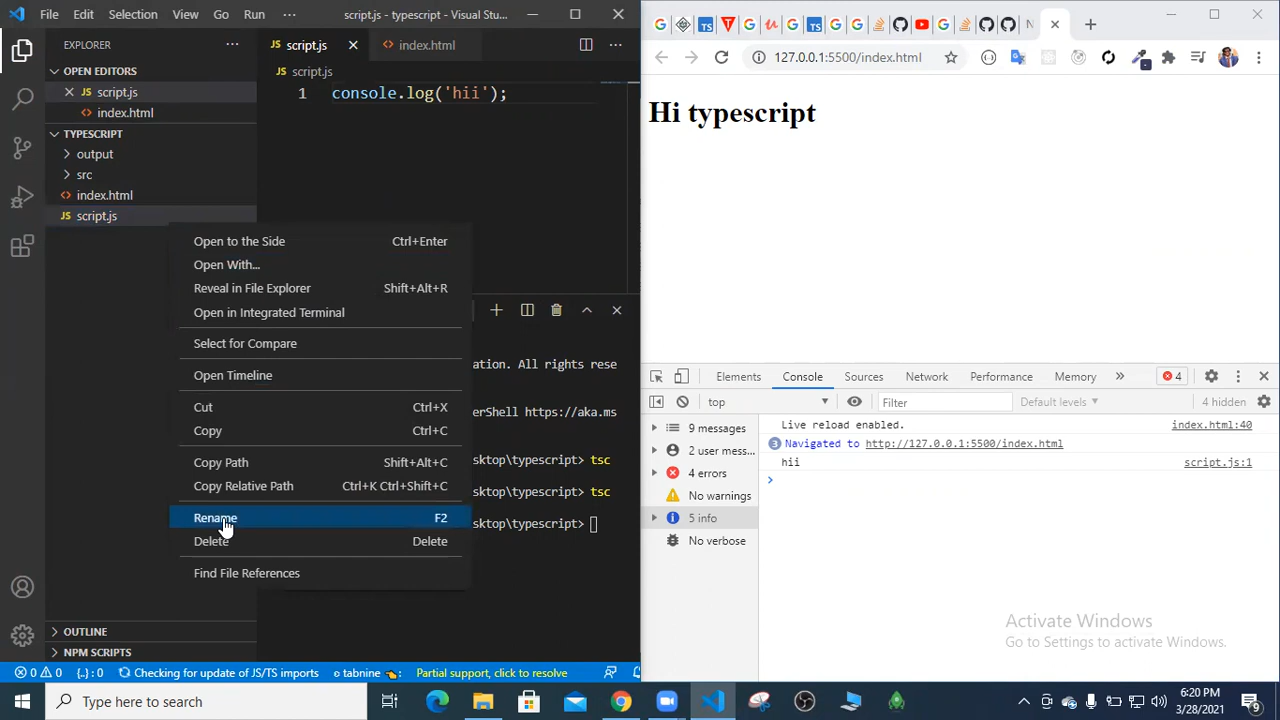 File Edit Selection View Go Run ··· script.js - typescript - Visual Stu...
EXPLORER
OPEN EDITORS
script.js
index.html
TYPESCRIPT
output
src
index.html
JS script.js
JS script.js
index.html
JS script.js
1 console.log('hii');
Open to the Side Ctrl+Enter
Open With...
Reveal in File Explorer Shift+Alt+R
Open in Integrated Terminal
Select for Compare
Open Timeline
Cut Ctrl+X
Copy Ctrl+C
Copy Path Shift+Alt+C
Copy Relative Path Ctrl+K Ctrl+Shift+C
Rename F2
Delete Delete
Find File References
ation. All rights rese
erShell https://aka.ms
sktop\typescript> tsc
sktop\typescript> tsc
sktop\typescript>
OUTLINE
NPM SCRIPTS
0 0 {..}: 0 Checking for update of JS/TS imports tabnine Partial support, click to resolve
127.0.0.1:5500/index.html
Hi typescript
Elements Console Sources Network Performance Memory » 4
top Filter Default levels 4 hidden
9 messages
2 user mess...
4 errors
No warnings
5 info
No verbose
Live reload enabled. index.html:40
3 Navigated to http://127.0.0.1:5500/index.html
hii script.js:1
Activate Windows
Go to Settings to activate Windows.
Type here to search
6:20 PM
3/28/2021
9